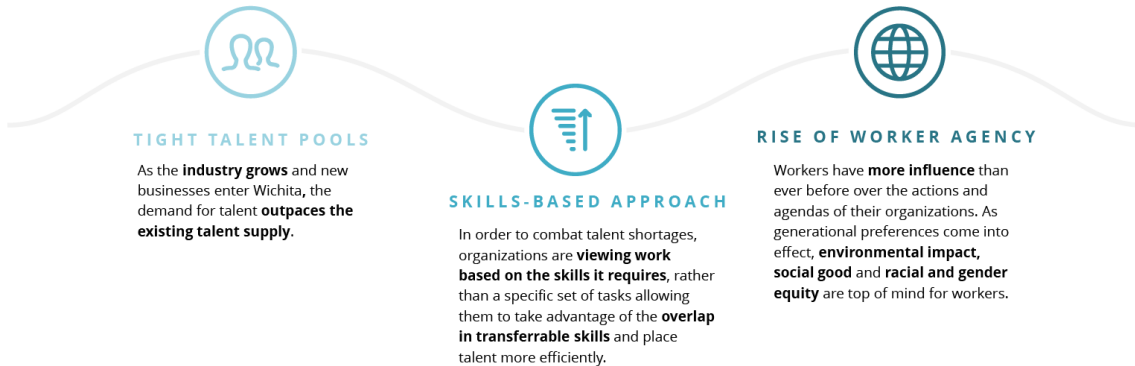 TIGHT TALENT POOLS
As the industry grows and new
businesses enter Wichita, the
demand for talent outpaces the
existing talent supply.
SKILLS-BASED APPROACH
In order to combat talent shortages,
organizations are viewing work
based on the skills it requires, rather
than a specific set of tasks allowing
them to take advantage of the overlap
in transferrable skills and place
talent more efficiently.
RISE OF WORKER AGENCY
Workers have more influence than
ever before over the actions and
agendas of their organizations. As
generational preferences come into
effect, environmental impact,
social good and racial and gender
equity are top of mind for workers.